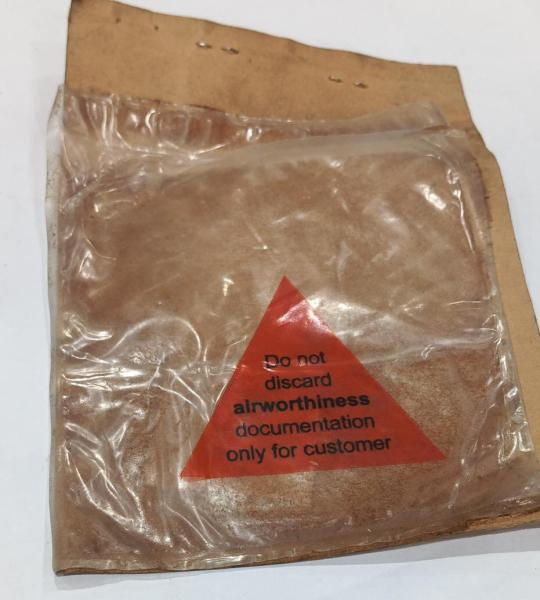 Do not
discard
airworthiness
documentation
only for customer